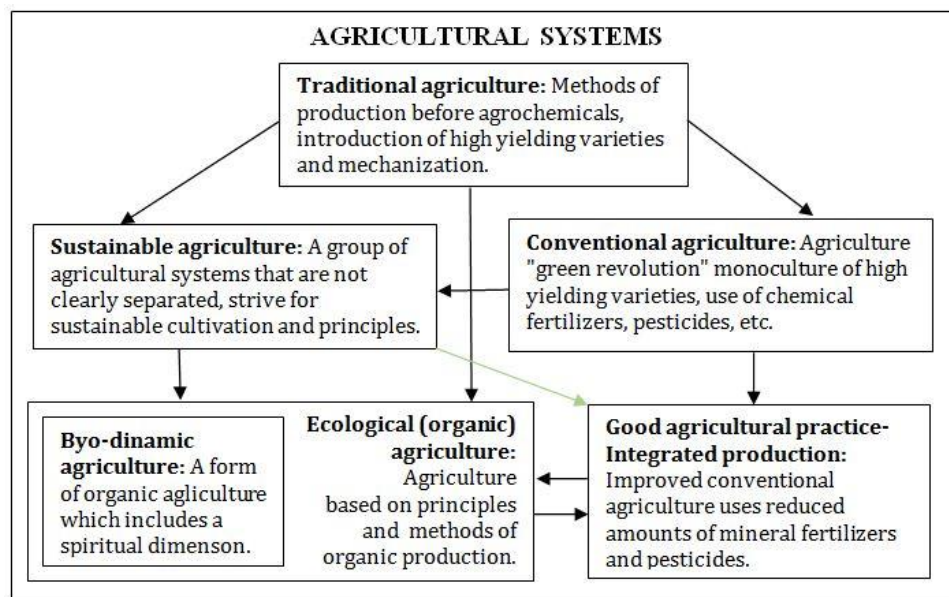 AGRICULTURAL SYSTEMS
Traditional agriculture: Methods of
production before agrochemicals,
introduction of high yielding varieties
and mechanization.
Sustainable agriculture: A group of
agricultural systems that are not
clearly separated, strive for
sustainable cultivation and principles.
Conventional agriculture: Agriculture
"green revolution" monoculture of high
yielding varieties, use of chemical
fertilizers, pesticides, etc.
Byo-dinamic
agriculture: A form
of organic agliculture
which includes a
spiritual dimenson.
Ecological (organic)
agriculture:
Agriculture
based on principles
and methods of
organic production.
Good agricultural practice-
Integrated production:
Improved conventional
agriculture uses reduced
amounts of mineral fertilizers
and pesticides.